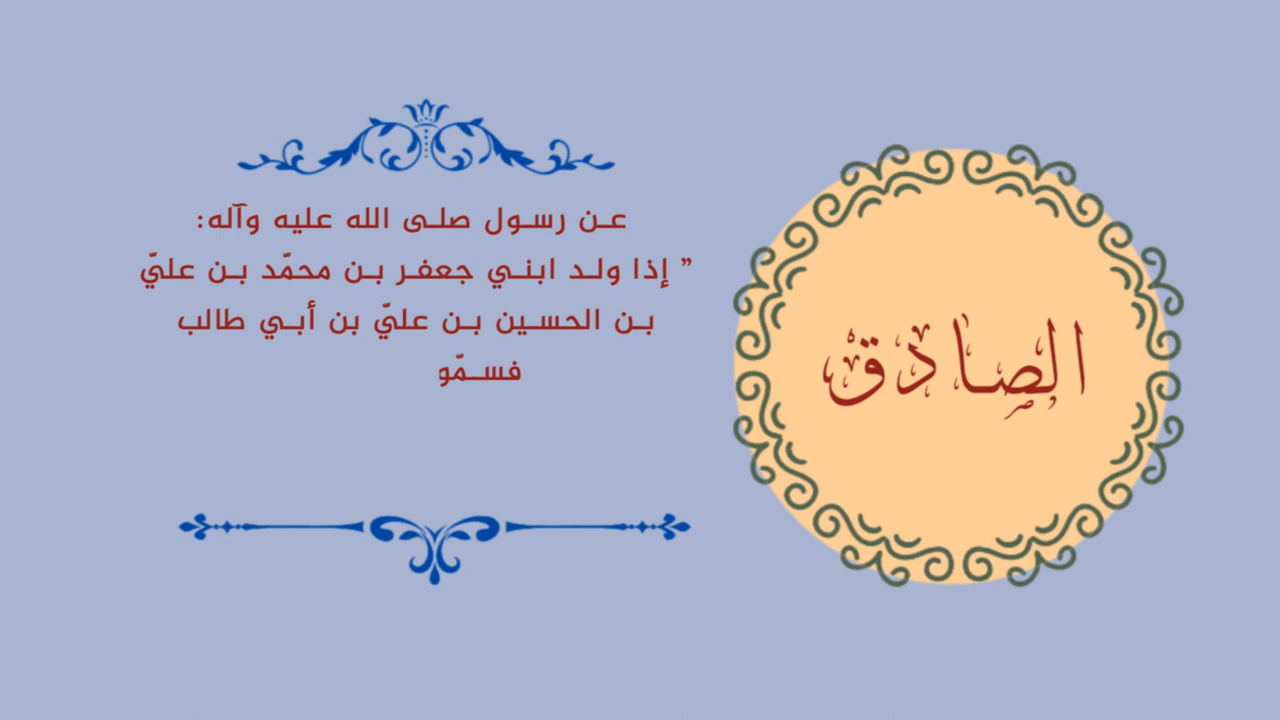 عن رسول صلى الله عليه وآله:
" إذا ولد ابني جعفر بن محمّد بن عليّ
بن الحسين بن عليّ بن أبي طالب
فسمّو
الصادق